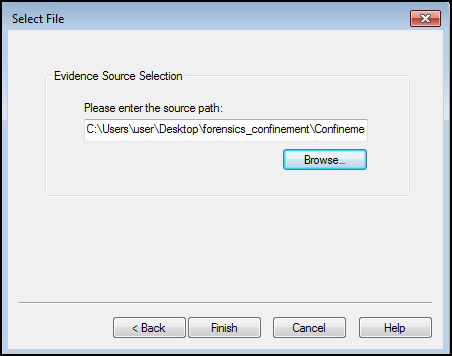 Select File
Evidence Source Selection
Please enter the source path:
C:\Users\user\Desktop\forensics_confinement\Confineme
Browse...
< Back Finish Cancel Help